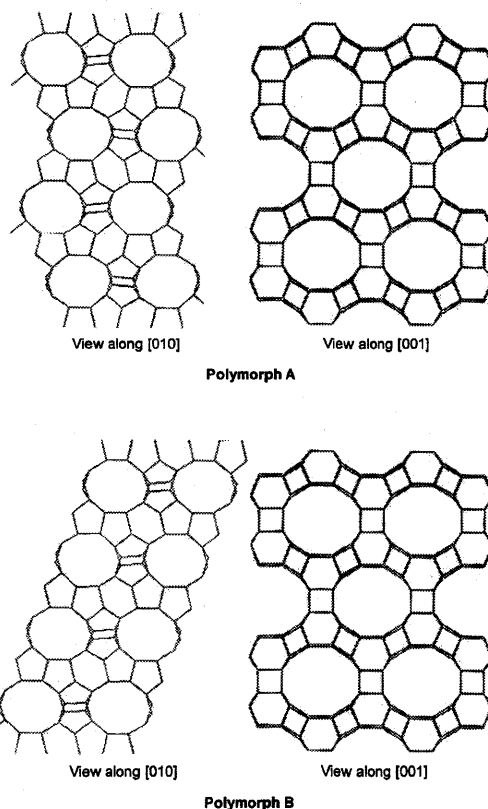 View along [010]
View along [001]
Polymorph A
View along [010]
View along [001]
Polymorph B